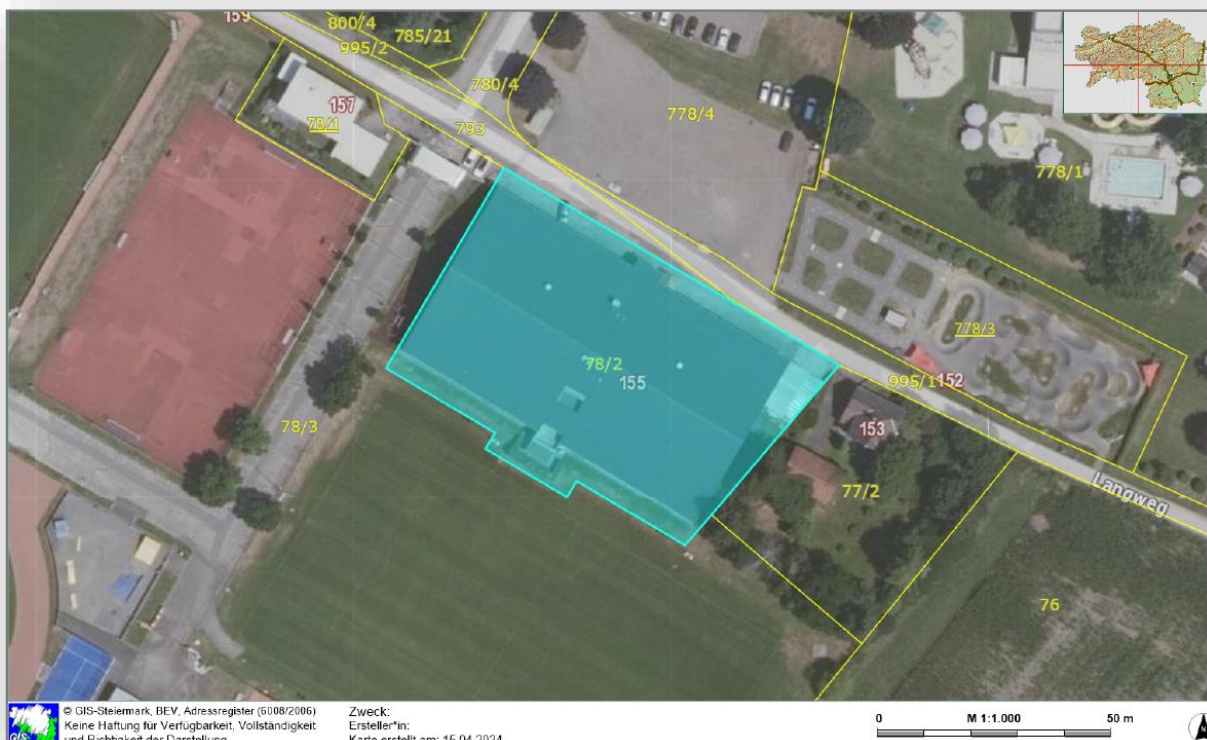 159
800/4
785/21
995/2
780/4
157
78/1
793
778/4
778/1
78/2
155
778/3
995/1
152
153
78/3
77/2
Langweg
76
© GIS-Steiermark, BEV, Adressregister (6008/2006)
Keine Haftung für Verfügbarkeit, Vollständigkeit
und Richtigkeit der Darstellung
Zweck:
Ersteller*in:
Karte erstellt am: 15.04.2024
0 M 1:1.000 50 m
GIS
N